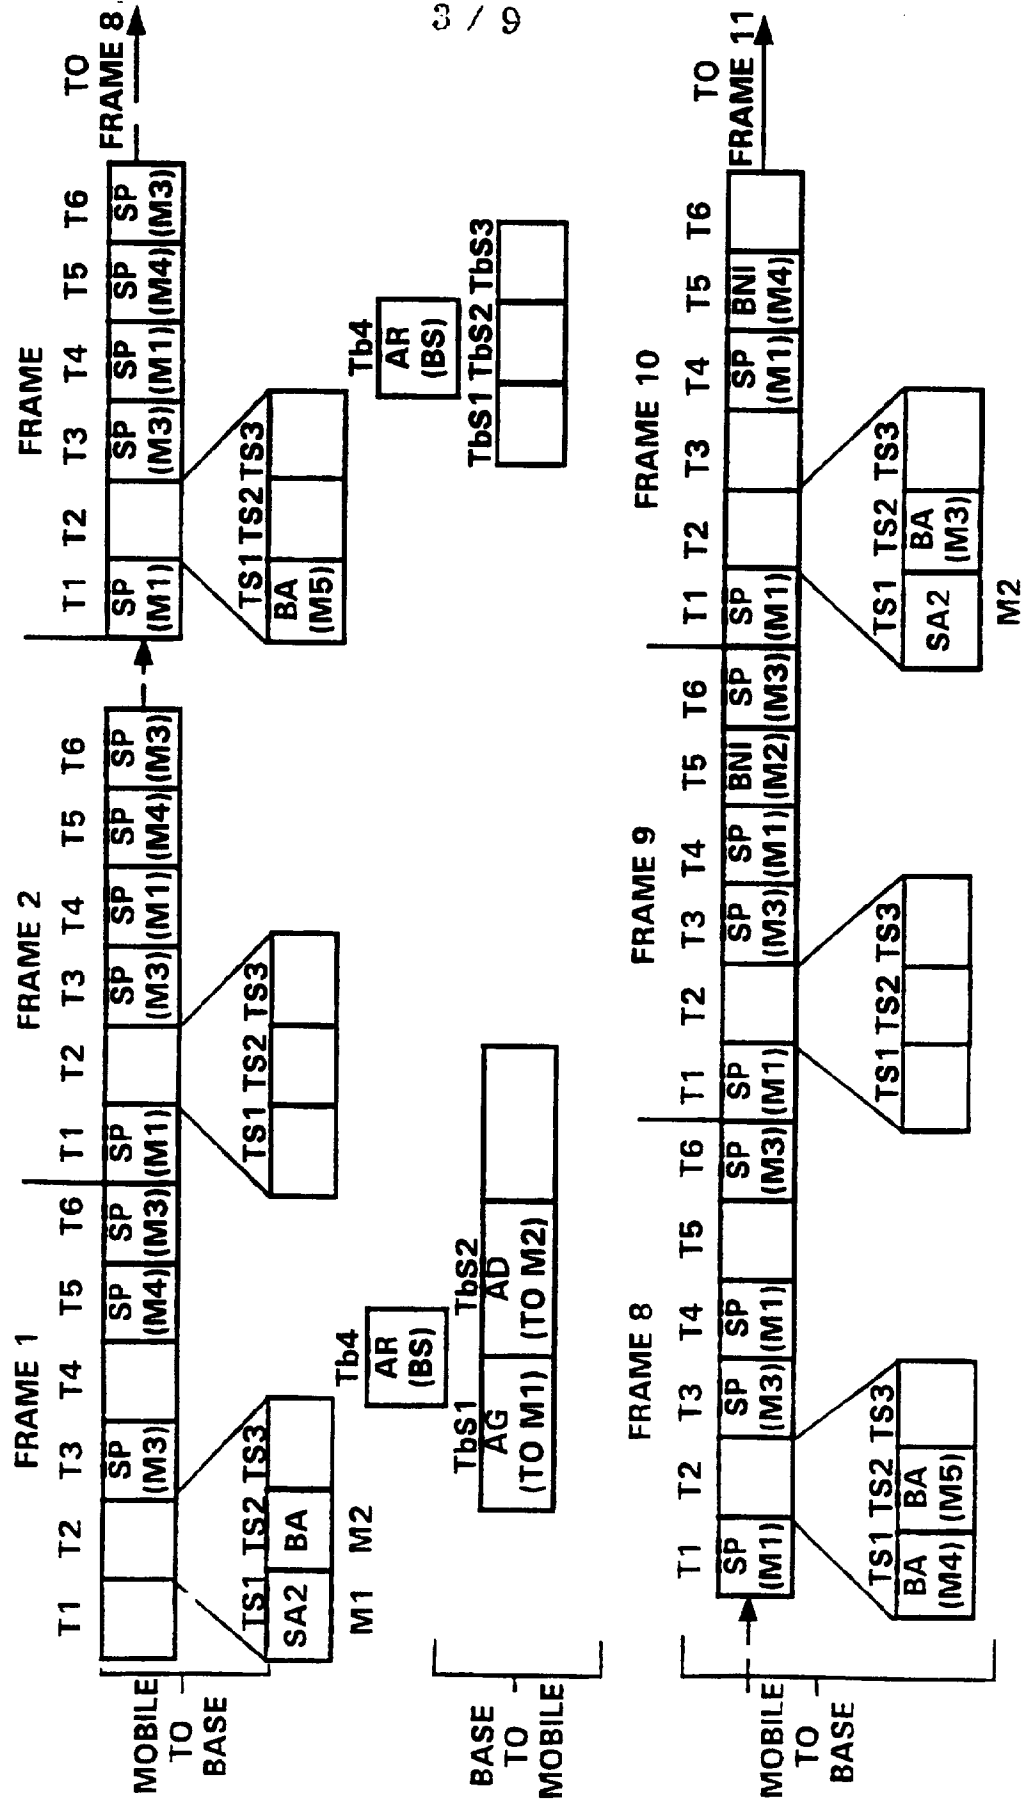 3 / 9
FRAME 1
FRAME 2
FRAME
TO
FRAME 8
T1 T2 T3 T4 T5 T6 T1 T2 T3 T4 T5 T6 T1 T2 T3 T4 T5 T6
SP SP SP SP SP SP SP SP SP SP SP SP SP
(M3) (M4) (M3) (M1) (M3) (M1) (M4) (M3) (M1) (M3) (M1) (M4) (M3)
MOBILE
TO
BASE
TS1 TS2 TS3 TS1 TS2 TS3 TS1 TS2 TS3
SA2 BA BA
(M5)
M1 M2
Tb4 Tb4
AR AR
(BS) (BS)
TbS1 TbS2 TbS1 TbS2 TbS3
AG AD
(TO M1) (TO M2)
BASE
TO
MOBILE
FRAME 8 FRAME 9 FRAME 10
TO
FRAME 11
T1 T2 T3 T4 T5 T6 T1 T2 T3 T4 T5 T6 T1 T2 T3 T4 T5 T6
SP SP SP SP SP SP SP BNI SP SP SP BNI
(M1) (M3) (M1) (M3) (M1) (M3) (M1) (M2) (M3) (M1) (M1) (M4)
MOBILE
TO
BASE
TS1 TS2 TS3 TS1 TS2 TS3 TS1 TS2 TS3
BA BA SA2 BA
(M4) (M5) (M3)
M2